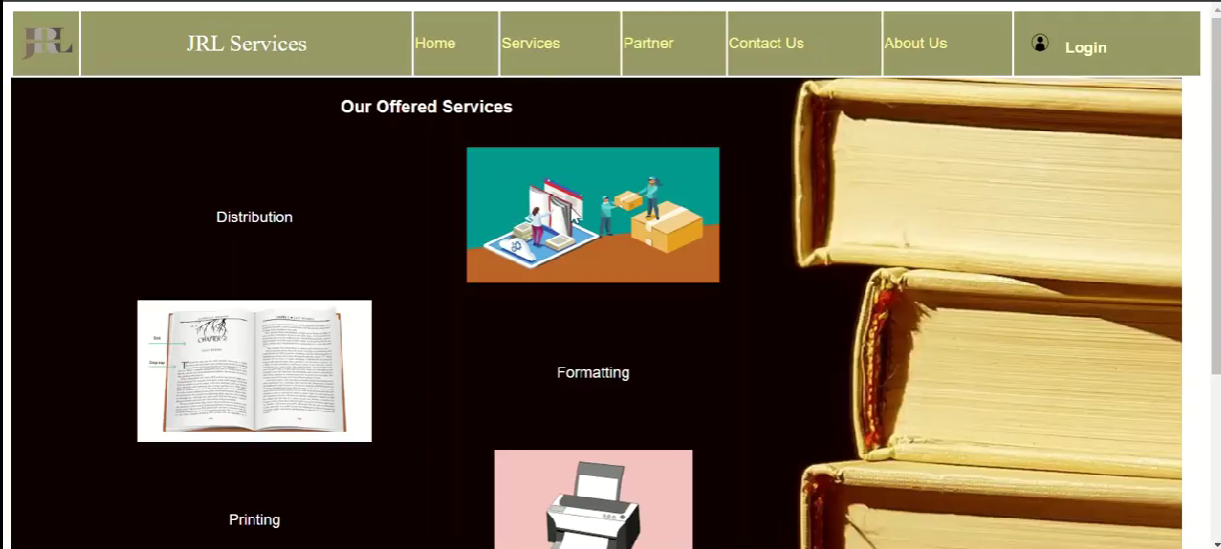 JRL
JRL Services
Home
Services
Partner
Contact Us
About Us
Login
Our Offered Services
Distribution
CHAPTER 2
Formatting
Printing